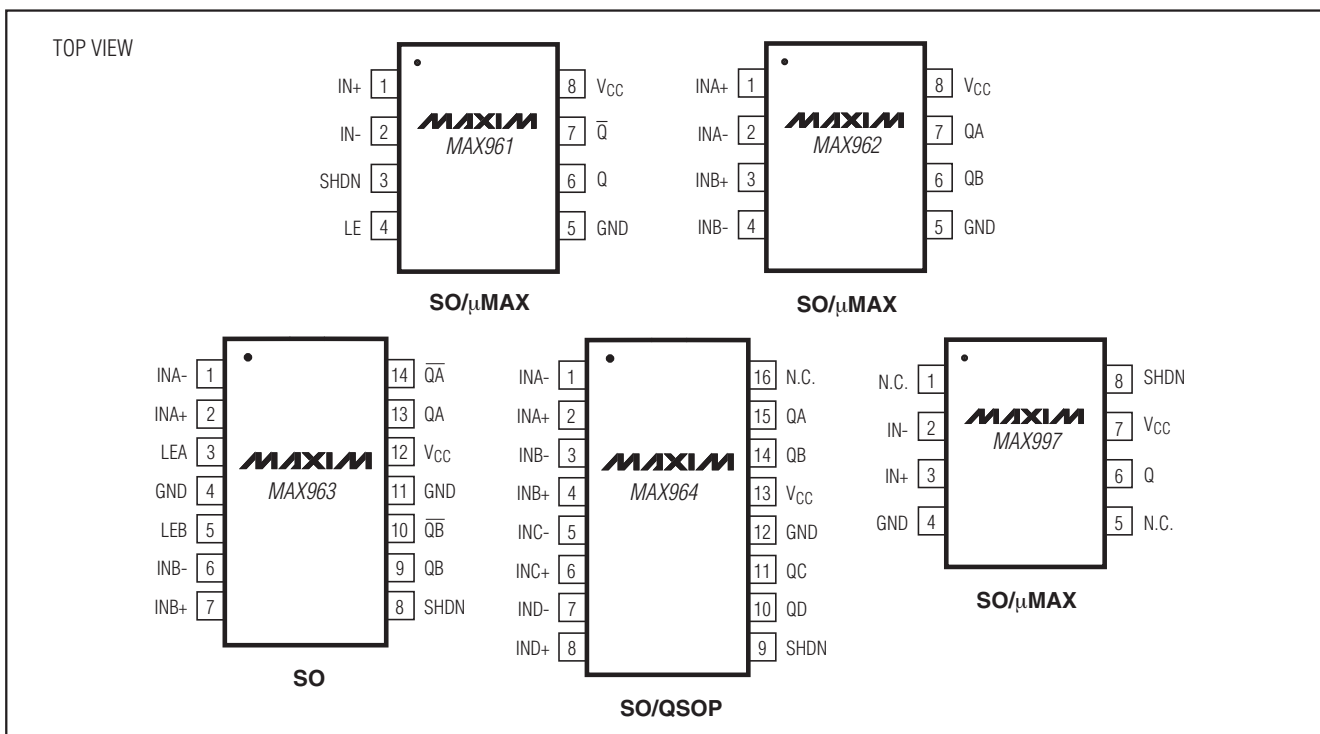 TOP VIEW
IN+ 1
IN- 2
SHDN 3
LE 4
MAXIM
MAX961
8 VCC
7 Q̅
6 Q
5 GND
SO/μMAX
INA+ 1
INA- 2
INB+ 3
INB- 4
MAXIM
MAX962
8 VCC
7 QA
6 QB
5 GND
SO/μMAX
INA- 1
INA+ 2
LEA 3
GND 4
LEB 5
INB- 6
INB+ 7
MAXIM
MAX963
14 Q̅A̅
13 QA
12 VCC
11 GND
10 Q̅B̅
9 QB
8 SHDN
SO
INA- 1
INA+ 2
INB- 3
INB+ 4
INC- 5
INC+ 6
IND- 7
IND+ 8
MAXIM
MAX964
16 N.C.
15 QA
14 QB
13 VCC
12 GND
11 QC
10 QD
9 SHDN
SO/QSOP
N.C. 1
IN- 2
IN+ 3
GND 4
MAXIM
MAX997
8 SHDN
7 VCC
6 Q
5 N.C.
SO/μMAX